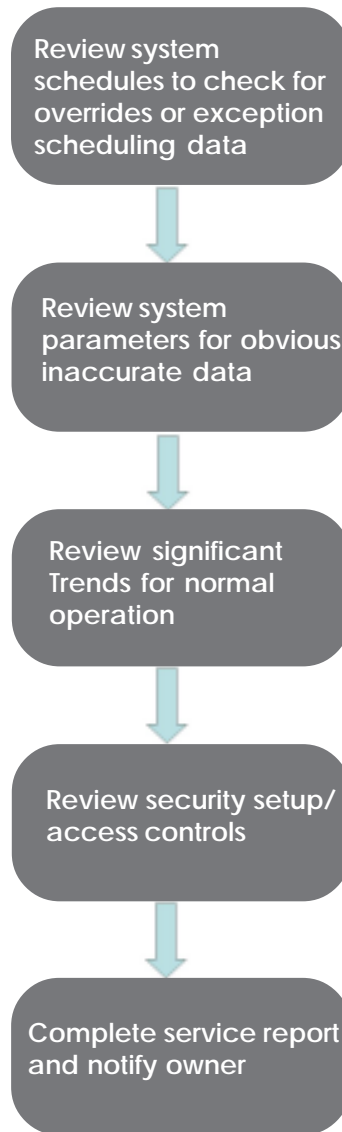 Review system
schedules to check for
overrides or exception
scheduling data
Review system
parameters for obvious
inaccurate data
Review significant
Trends for normal
operation
Review security setup/
access controls
Complete service report
and notify owner